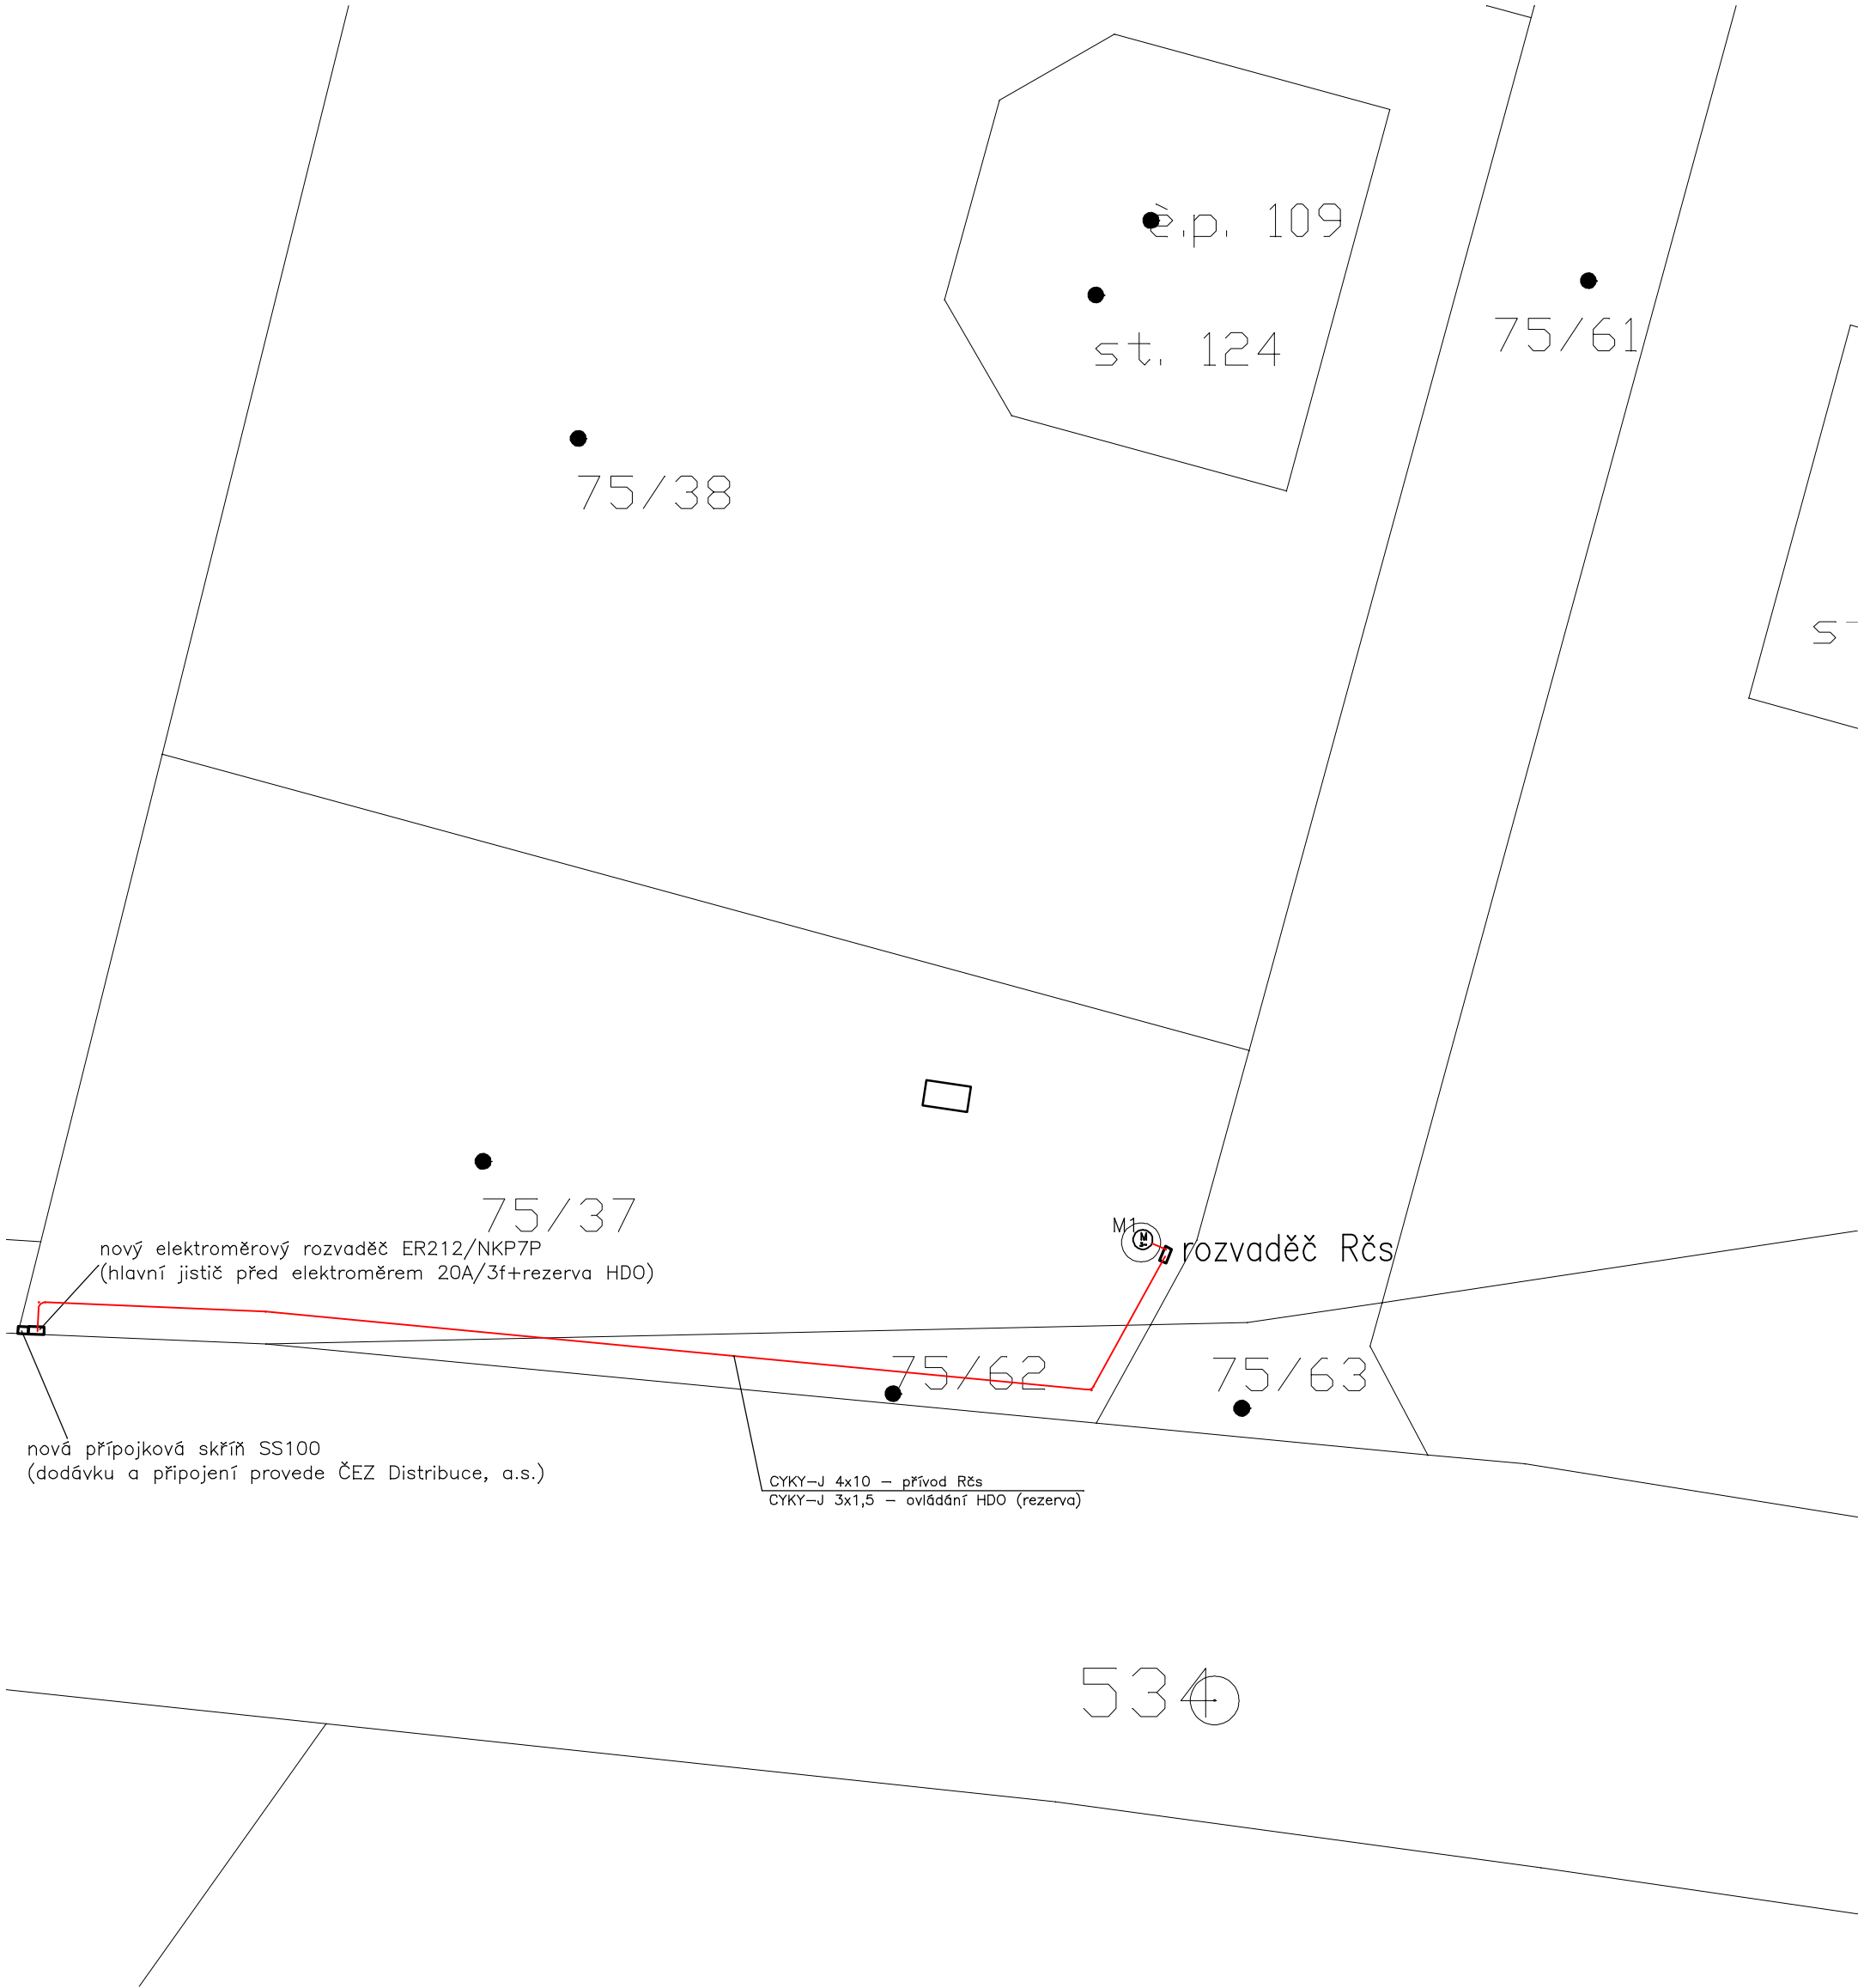 è.p. 109
st. 124
75/61
75/38
75/37
nový elektroměrový rozvaděč ER212/NKP7P
(hlavní jistič před elektroměrem 20A/3f+rezerva HDO)
M1
M
rozvaděč Rčs
75/62
75/63
nová přípojková skříň SS100
(dodávku a připojení provede ČEZ Distribuce, a.s.)
CYKY-J 4x10 - přívod Rčs
CYKY-J 3x1,5 - ovládání HDO (rezerva)
534